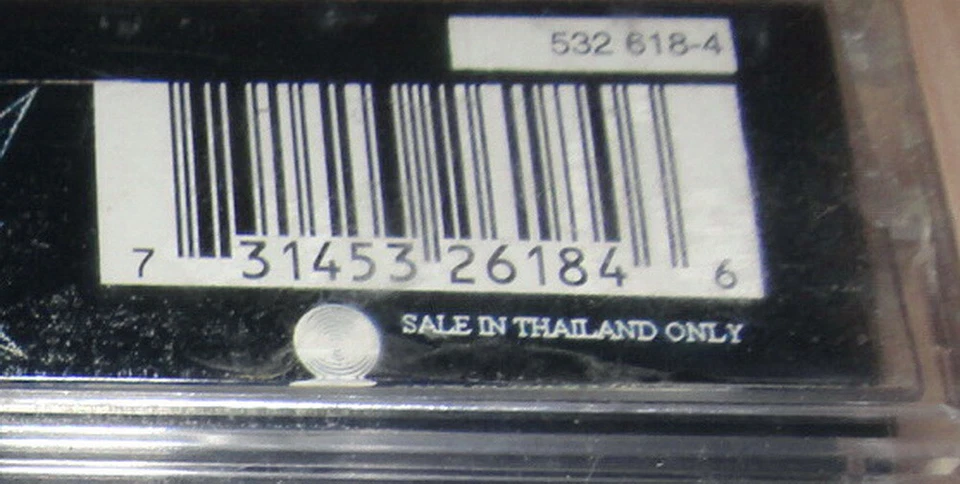 532 618-4
7 31453 26184 6
SALE IN THAILAND ONLY